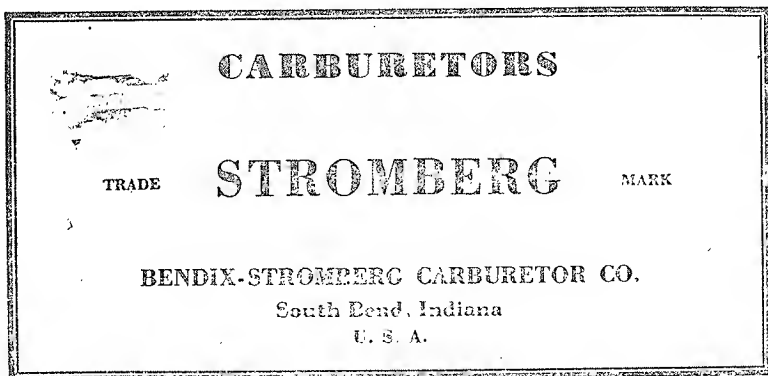 CARBURETORS
TRADE STROMBERG MARK
BENDIX-STROMBERG CARBURETOR CO.
South Bend, Indiana
U. S. A.